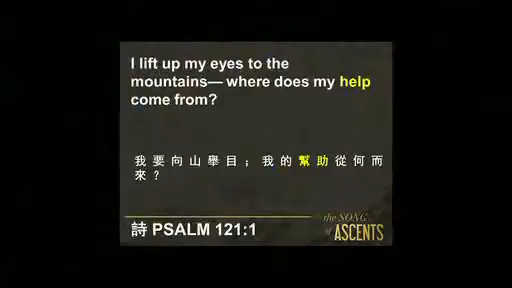 I lift up my eyes to the
mountains— where does my help
come from?
我要向山舉目；我的幫助從何而
來？
詩 PSALM 121:1
the SONG
of ASCENTS